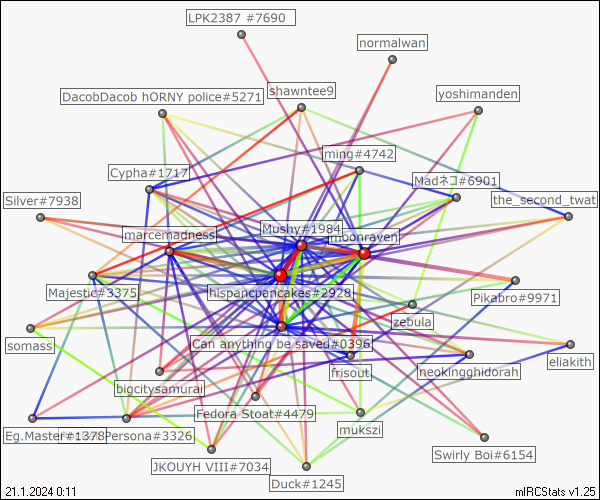 LPK2387 #7690
normalwan
shawntee9
DacobDacob hORNY police#5271
yoshimanden
ming#4742
Cypha#1717
Madネコ#6901
Silver#7938
the_second_twat
Mushy#1984
marcemadness
moonraven
hispancpancakes#2928
Majestic#3375
Pikabro#9971
zebula
Can anything be saved#0396
somass
eliakith
frisout
neokingghidorah
bigcitysamurai
Fedora Stoat#4479
mukszi
Eg.Master#1378
Persona#3326
Swirly Boi#6154
JKOUYH VIII#7034
Duck#1245
21.1.2024 0:11
mIRCStats v1.25